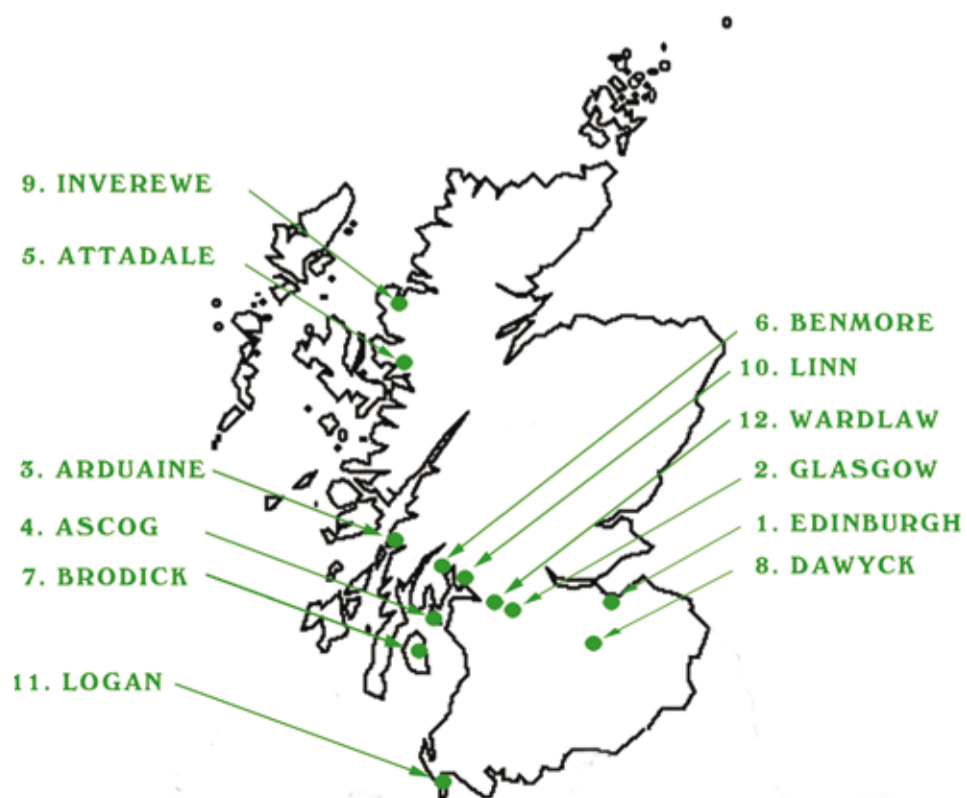 9. INVEREWE
5. ATTADALE
3. ARDUAINE
4. ASCOG
7. BRODICK
11. LOGAN
6. BENMORE
10. LINN
12. WARDLAW
2. GLASGOW
1. EDINBURGH
8. DAWYCK